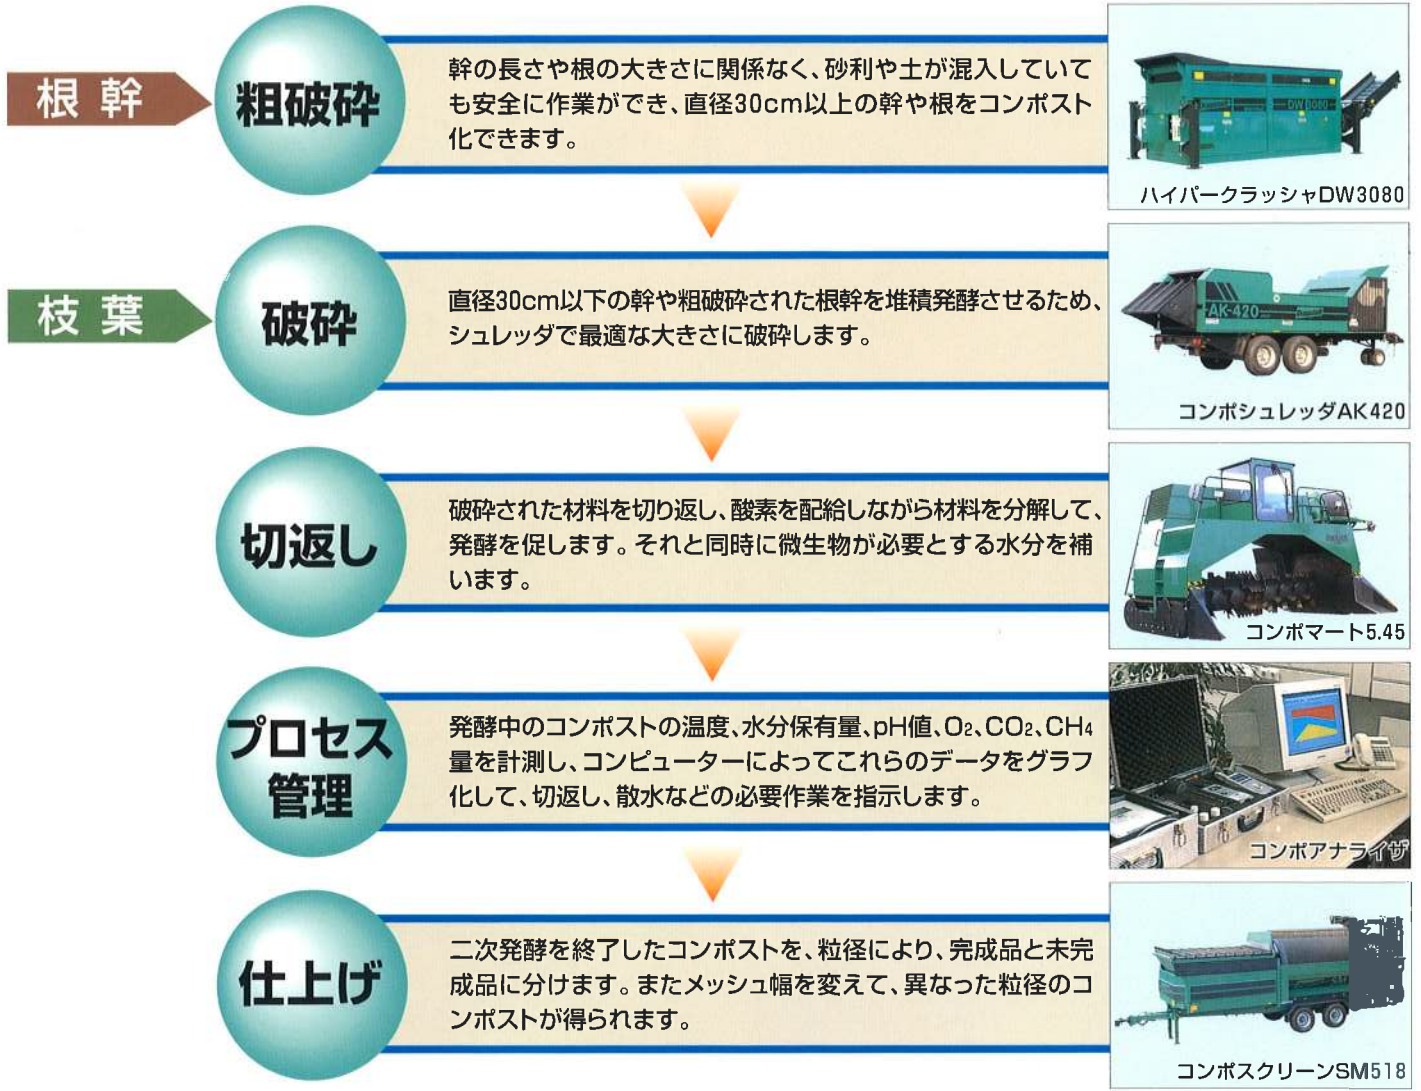 根幹
粗破砕
幹の長さや根の大きさに関係なく、砂利や土が混入していて
も安全に作業ができ、直径30cm以上の幹や根をコンポスト
化できます。
DW3080
ハイパークラッシャDW3080
枝葉
破砕
直径30cm以下の幹や粗破砕された根幹を堆積発酵させるため、
シュレッダで最適な大きさに破砕します。
AK-420
コンポシュレッダAK420
切返し
破砕された材料を切り返し、酸素を配給しながら材料を分解して、
発酵を促します。それと同時に微生物が必要とする水分を補
います。
コンポマート5.45
プロセス
管理
発酵中のコンポストの温度、水分保有量、pH値、O2、CO2、CH4
量を計測し、コンピューターによってこれらのデータをグラフ
化して、切返し、散水などの必要作業を指示します。
コンポアナライザ
仕上げ
二次発酵を終了したコンポストを、粒径により、完成品と未完
成品に分けます。またメッシュ幅を変えて、異なった粒径のコ
ンポストが得られます。
コンポスクリーンSM518